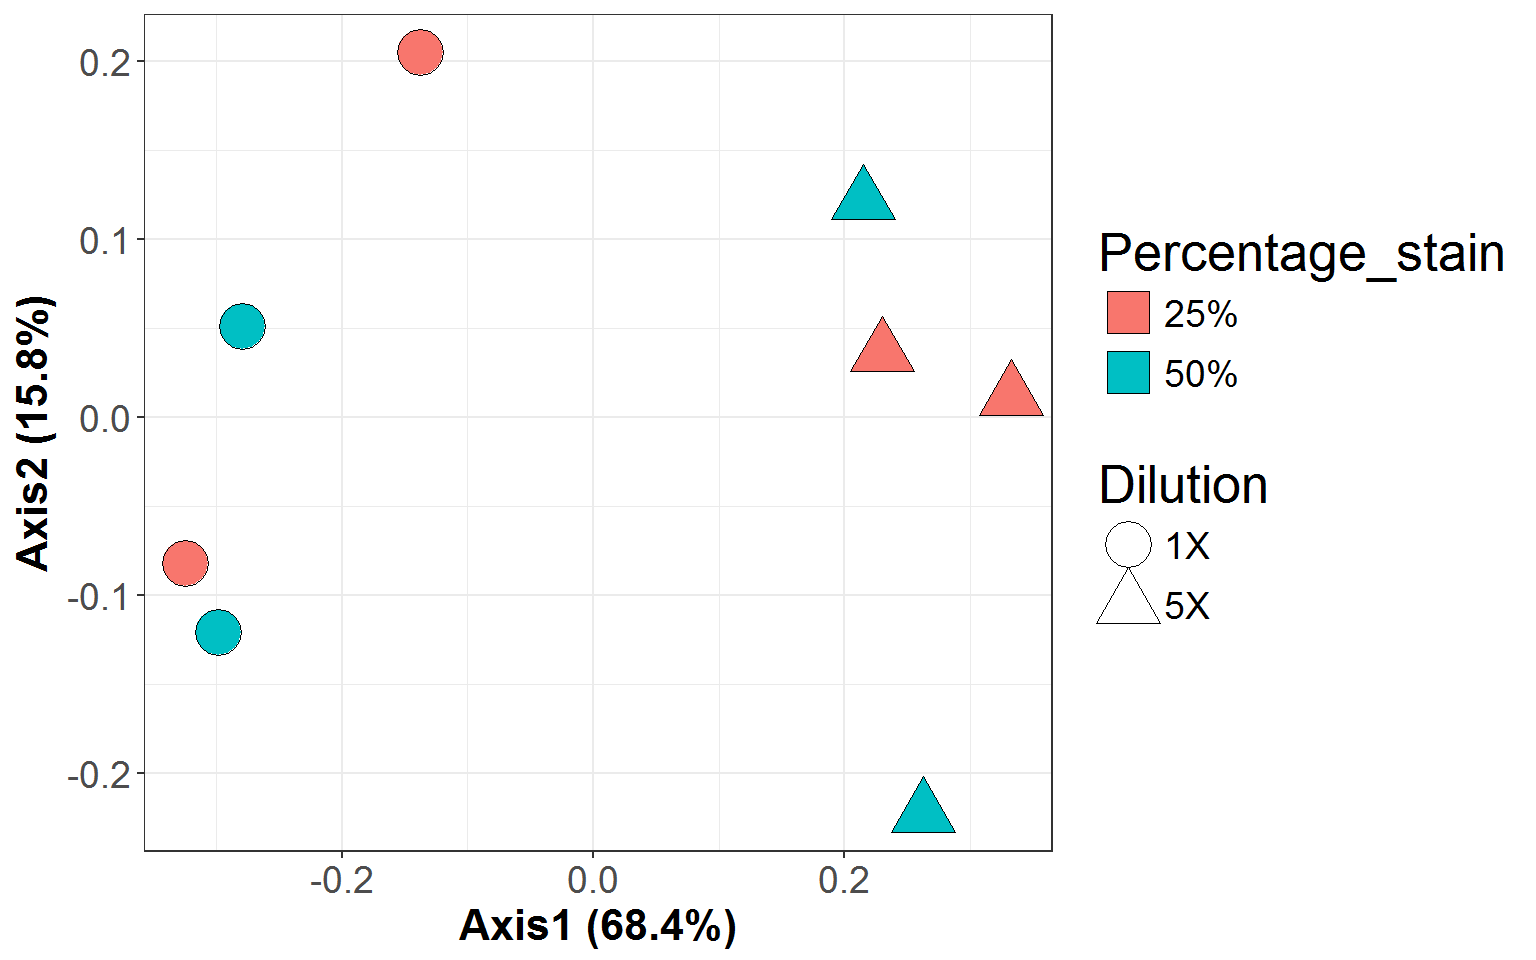 0.2
0.1
0.0
-0.1
-0.2
Axis2 (15.8%)
-0.2
0.0
0.2
Axis1 (68.4%)
Percentage_stain
25%
50%
Dilution
1X
5X